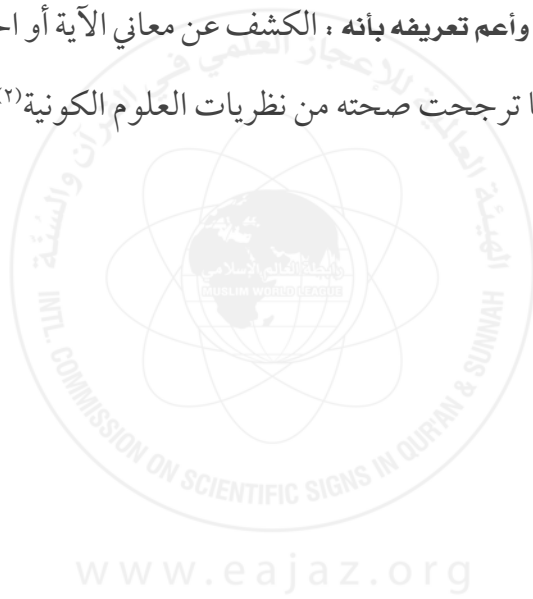 وأعم تعريفه بأنه : الكشف عن معاني الآية أو
ا ترجحت صحته من نظريات العلوم الكونية(٢)
الهيئة العالمية للإعجاز العلمي في القرآن والسنة
رابطة العالم الإسلامي
MUSLIM WORLD LEAGUE
INTL. COMMISSION ON SCIENTIFIC SIGNS IN QURAN & SUNNAH
www.eajaz.org